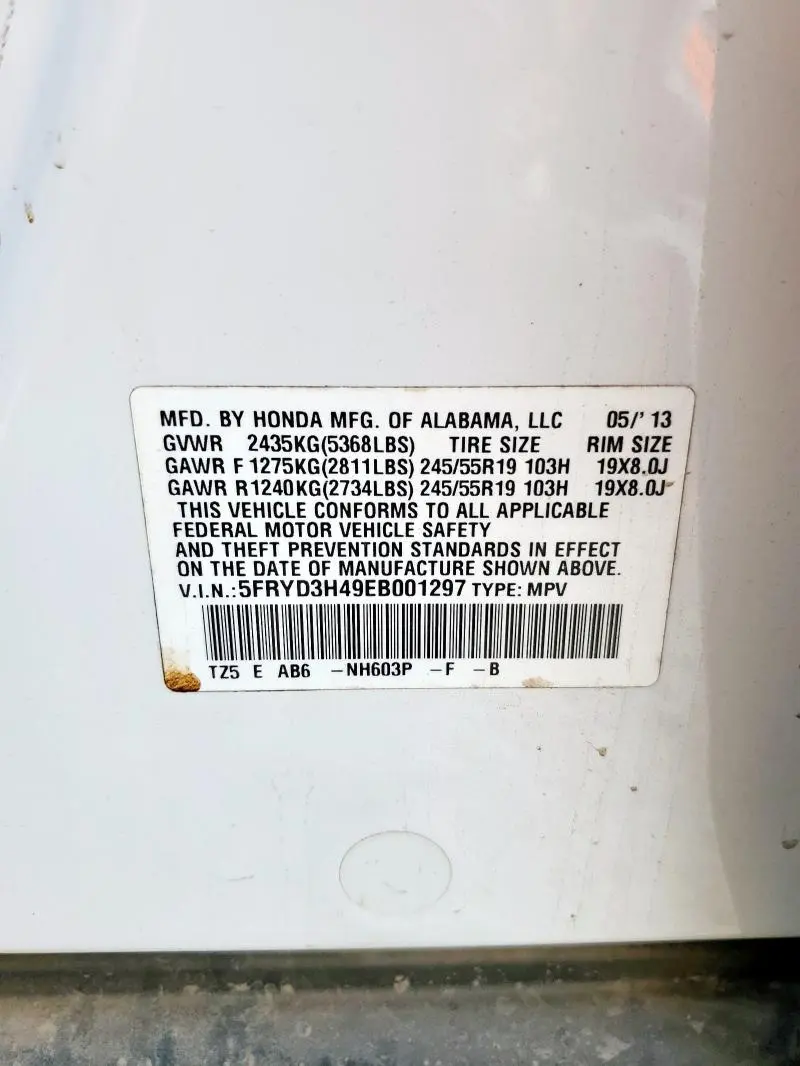 MFD. BY HONDA MFG. OF ALABAMA, LLC 05/' 13
GVWR 2435KG(5368LBS) TIRE SIZE RIM SIZE
GAWR F 1275KG(2811LBS) 245/55R19 103H 19X8.0J
GAWR R 1240KG(2734LBS) 245/55R19 103H 19X8.0J
THIS VEHICLE CONFORMS TO ALL APPLICABLE
FEDERAL MOTOR VEHICLE SAFETY
AND THEFT PREVENTION STANDARDS IN EFFECT
ON THE DATE OF MANUFACTURE SHOWN ABOVE.
V.I.N.:5FRYD3H49EB001297 TYPE: MPV
TZ5 E AB6 -NH603P -F -B